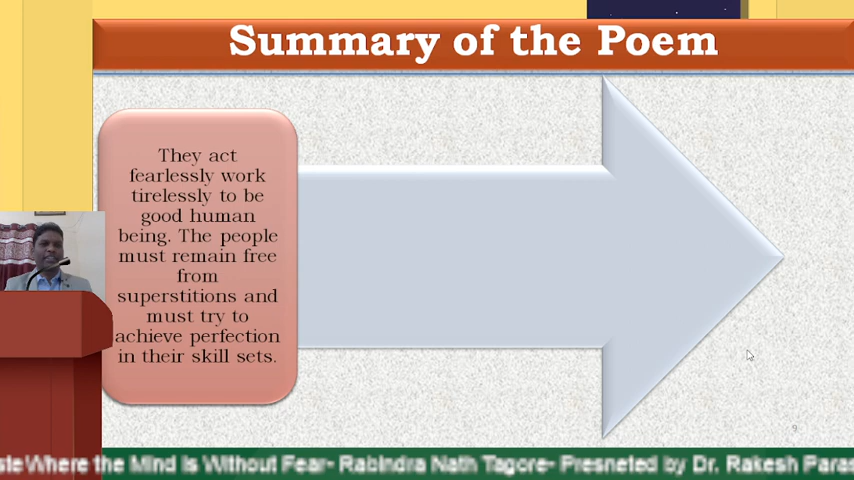 Summary of the Poem
They act
fearlessly work
tirelessly to be
good human
being. The people
must remain free
from
superstitions and
must try to
achieve perfection
in their skill sets.
9
Where the Mind Is Without Fear- Rabindra Nath Tagore- Presneted by Dr. Rakesh